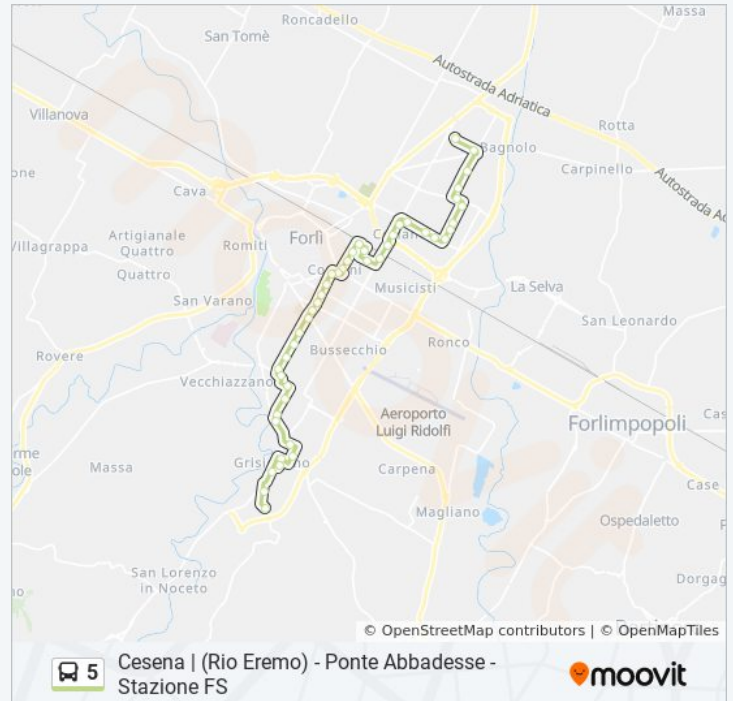 Roncadello
San Tomè
Autostrada Adriatica
Villanova
Rotta
Bagnolo
Carpinello
Cava
Autostrada A
Artigianale
Quattro
Forlì
Villagrappa
Romiti
Quattro
Musicisti
La Selva
San Varano
San Leonardo
Bussecchio
Ronco
Rovere
Vecchiazzano
Aeroporto
Luigi Ridolfi
Forlimpopoli
Massa
Carpena
Case
Magliano
Ospedaletto
San Lorenzo
in Noceto
Dorgag
© OpenStreetMap contributors | © OpenMapTiles
5
Cesena | (Rio Eremo) - Ponte Abbadesse -
Stazione FS
moovit